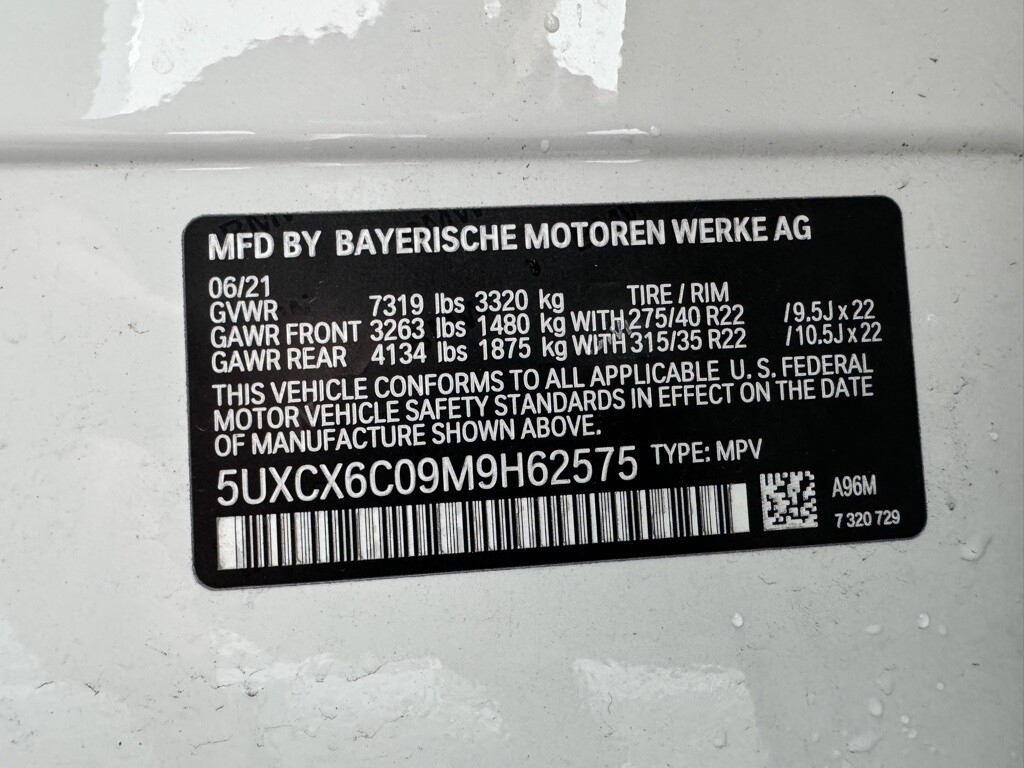 MFD BY BAYERISCHE MOTOREN WERKE AG
06/21 TIRE / RIM
GVWR 7319 lbs 3320 kg
GAWR FRONT 3263 lbs 1480 kg WITH 275/40 R22 /9.5J x 22
GAWR REAR 4134 lbs 1875 kg WITH 315/35 R22 /10.5J x 22
THIS VEHICLE CONFORMS TO ALL APPLICABLE U. S. FEDERAL
MOTOR VEHICLE SAFETY STANDARDS IN EFFECT ON THE DATE
OF MANUFACTURE SHOWN ABOVE.
5UXCX6C09M9H62575 TYPE: MPV
A96M
7 320 729